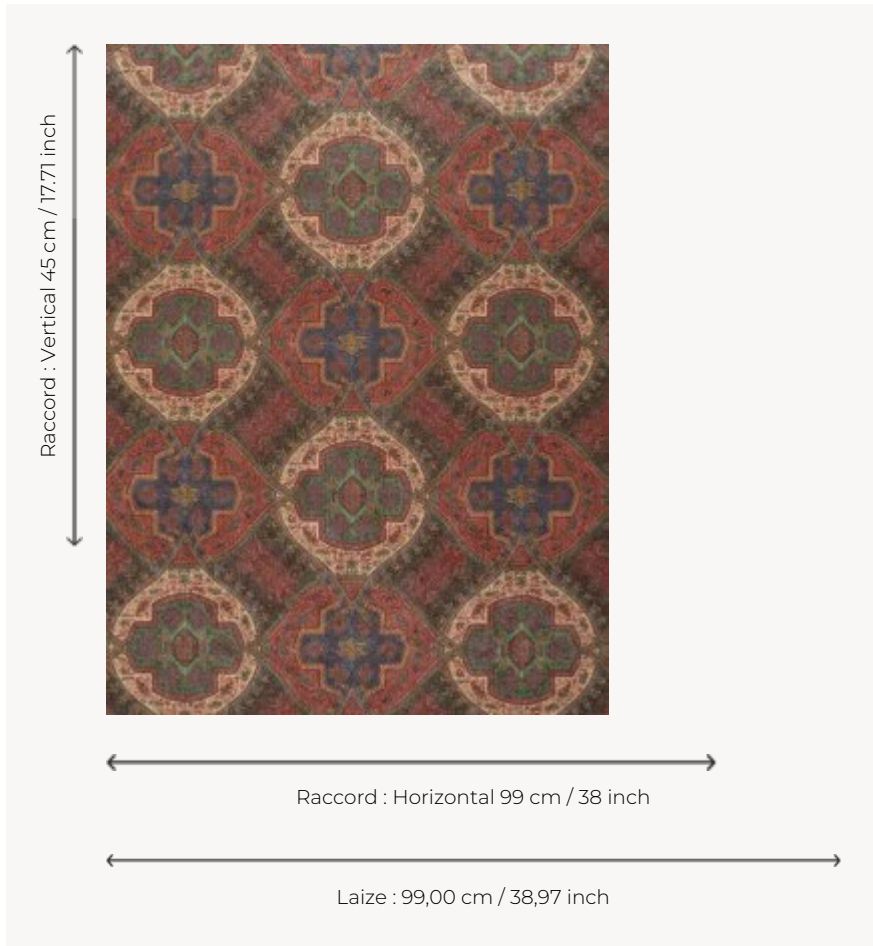 Raccord : Vertical 45 cm / 17.71 inch
Raccord : Horizontal 99 cm / 38 inch
Laize : 99,00 cm / 38,97 inch